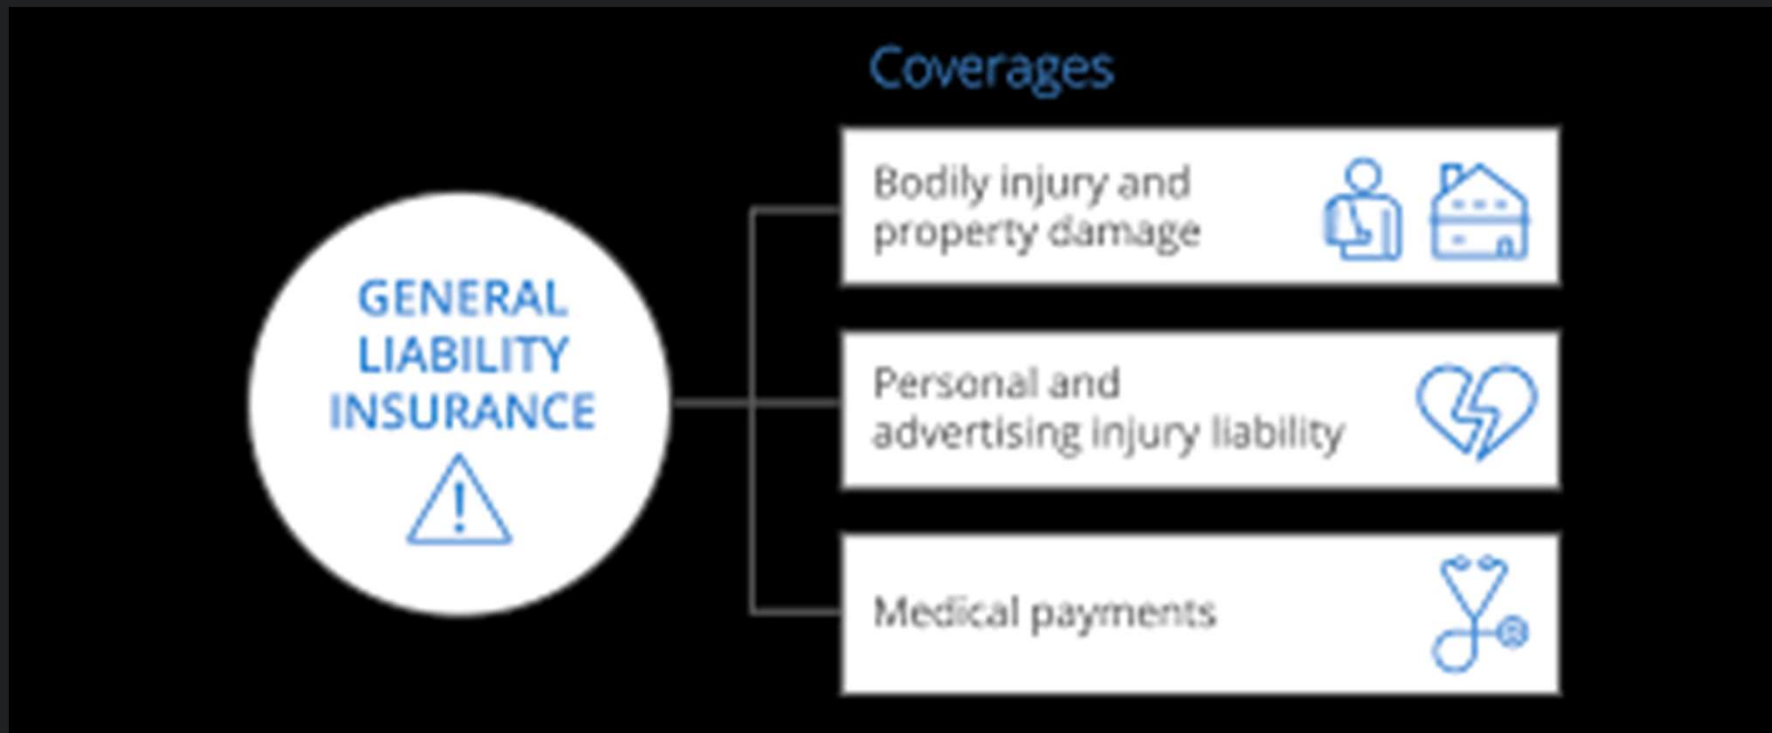 Coverages
GENERAL
LIABILITY
INSURANCE
!
Bodily injury and
property damage
Personal and
advertising injury liability
Medical payments